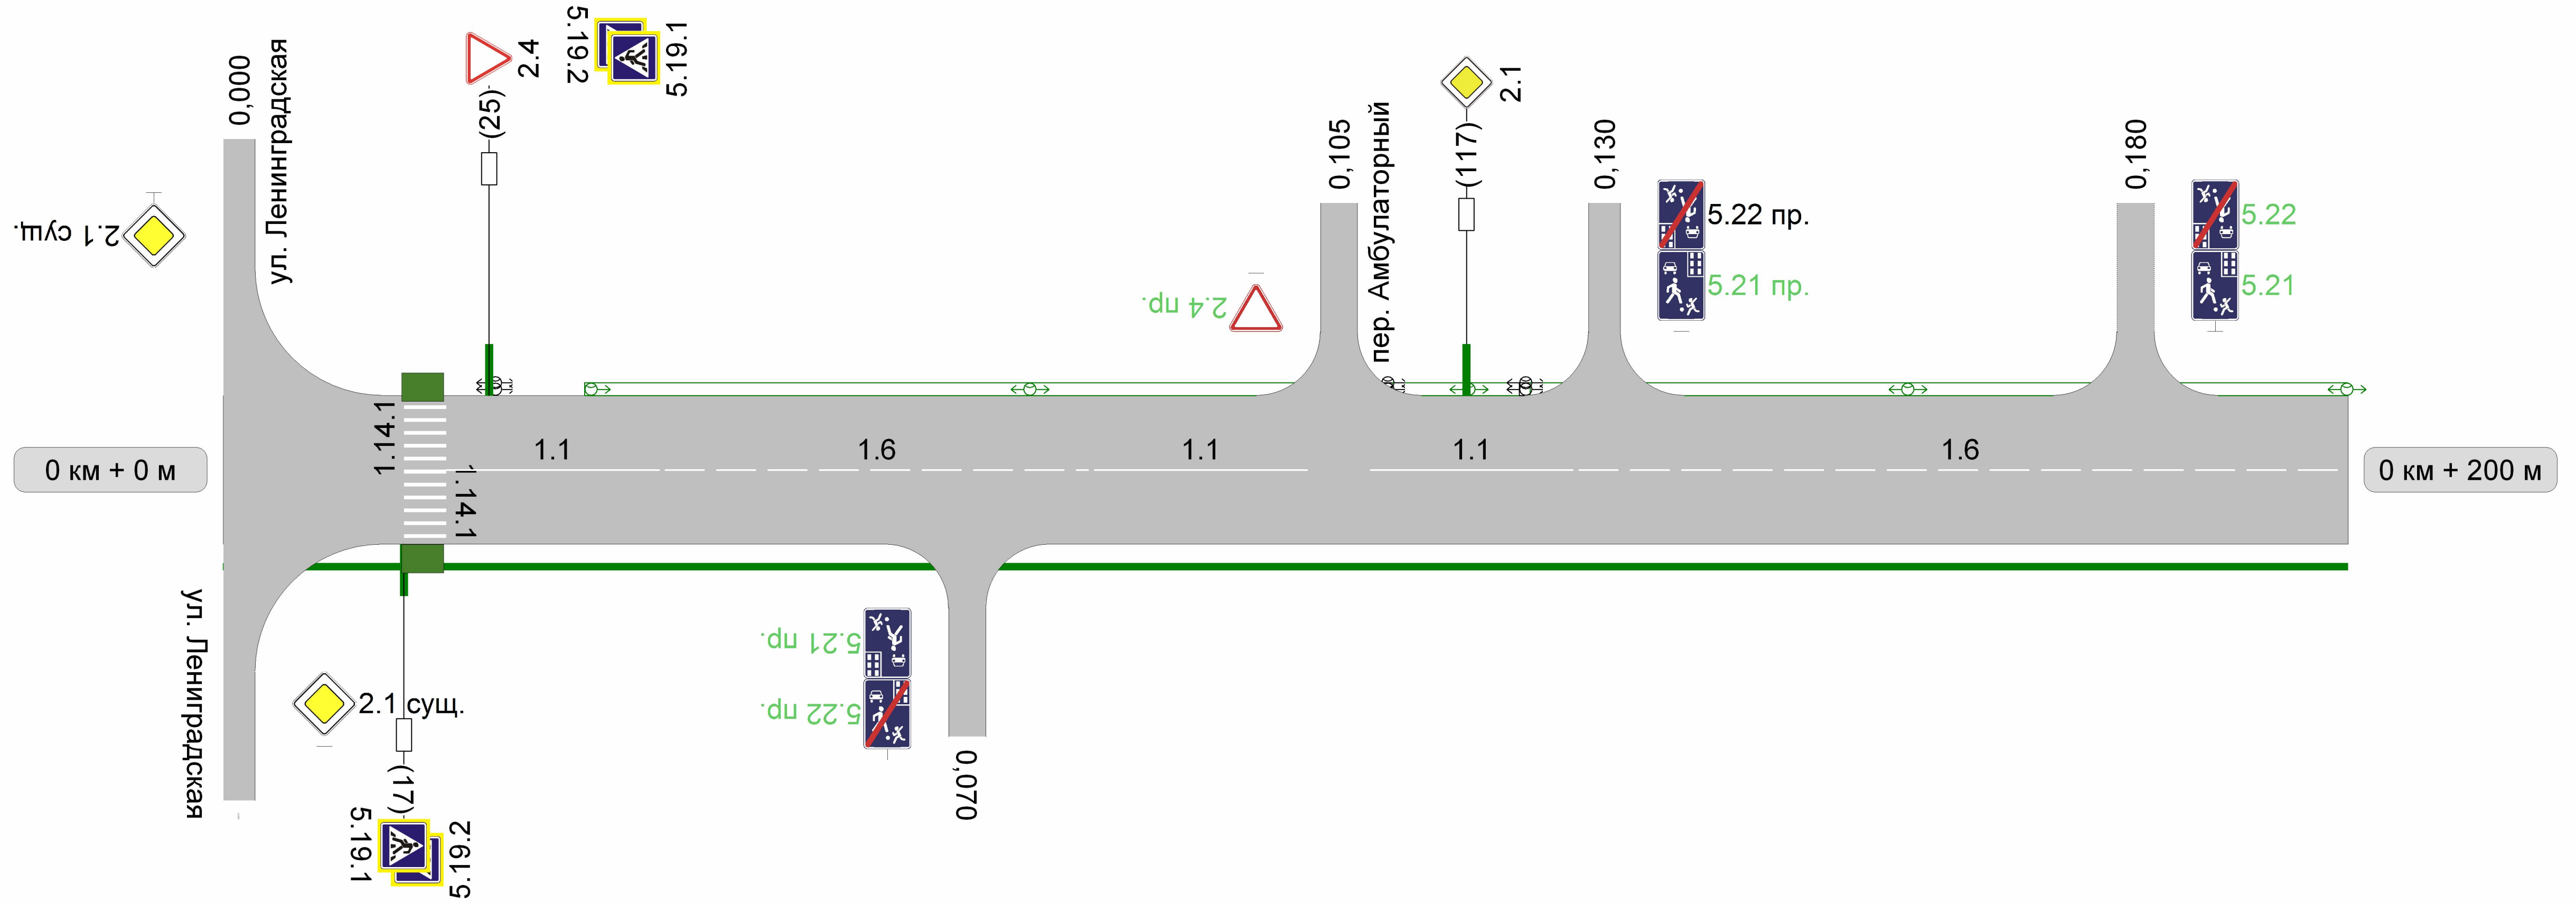 0,000
ул. Ленинградская
2.4
(25)
5.19.2
5.19.1
2.1 сущ.
0,105
пер. Амбулаторный
2.1
(117)
0,130
5.22 пр.
5.21 пр.
0,180
5.22
5.21
2.4 пр.
0 км + 0 м
1.14.1
1.14.1
1.1
1.6
1.1
1.1
1.6
0 км + 200 м
ул. Ленинградская
2.1 сущ.
(17)
5.19.1
5.19.2
5.21 пр.
5.22 пр.
0,070